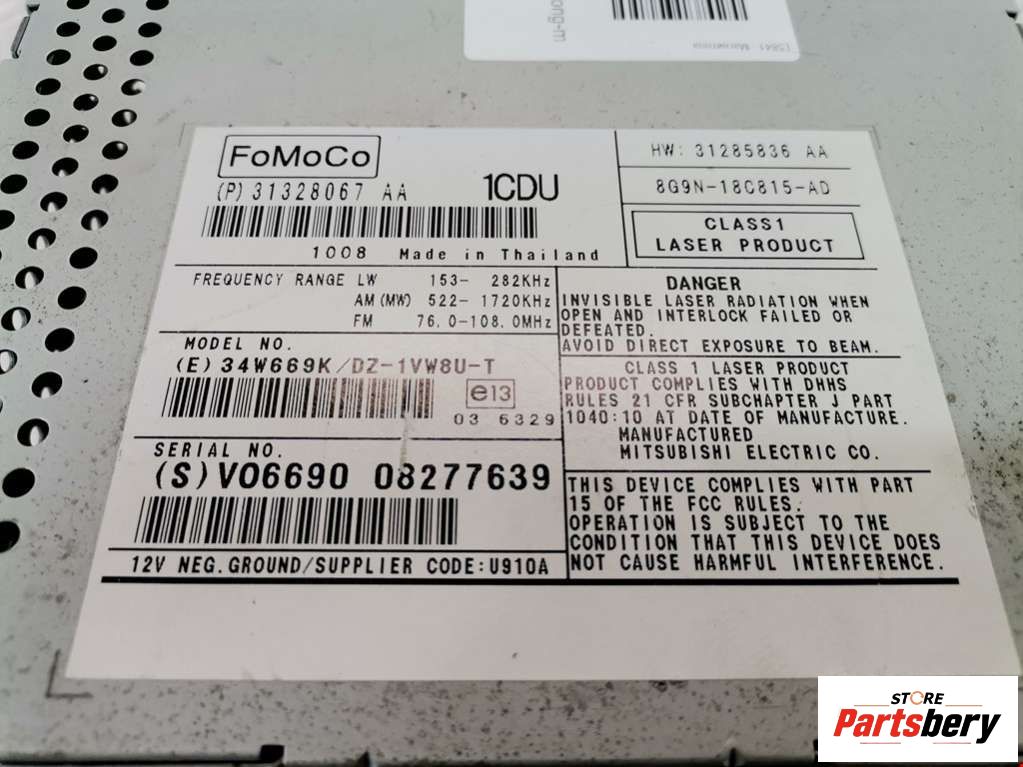 ong-m
FoMoCo
(P) 31328067 AA
1CDU
1008 Made in Thailand
HW: 31285836 AA
8G9N-18C815-AD
CLASS1
LASER PRODUCT
FREQUENCY RANGE LW 153- 282KHz
AM (MW) 522- 1720KHz
FM 76.0-108.0MHz
MODEL NO.
(E) 34W669K/DZ-1VW8U-T
e13
03 6329
SERIAL NO.
(S) VO6690 08277639
12V NEG.GROUND/SUPPLIER CODE:U910A
DANGER
INVISIBLE LASER RADIATION WHEN
OPEN AND INTERLOCK FAILED OR
DEFEATED.
AVOID DIRECT EXPOSURE TO BEAM.
CLASS 1 LASER PRODUCT
PRODUCT COMPLIES WITH DHHS
RULES 21 CFR SUBCHAPTER J PART
1040:10 AT DATE OF MANUFACTURE.
MANUFACTURED
MITSUBISHI ELECTRIC CO.
THIS DEVICE COMPLIES WITH PART
15 OF THE FCC RULES.
OPERATION IS SUBJECT TO THE
CONDITION THAT THIS DEVICE DOES
NOT CAUSE HARMFUL INTERFERENCE.
STORE
Partsbery